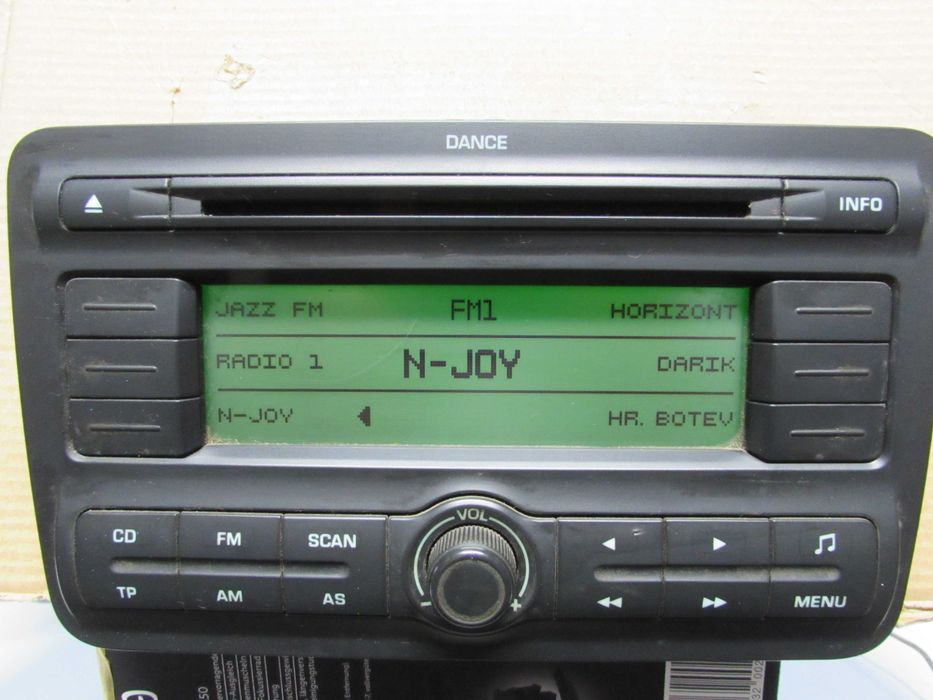 DANCE
INFO
JAZZ FM FM1 HORIZONT
RADIO 1 N-JOY DARIK
N-JOY HR. BOTEV
VOL
CD FM SCAN
TP AM AS
- +
MENU